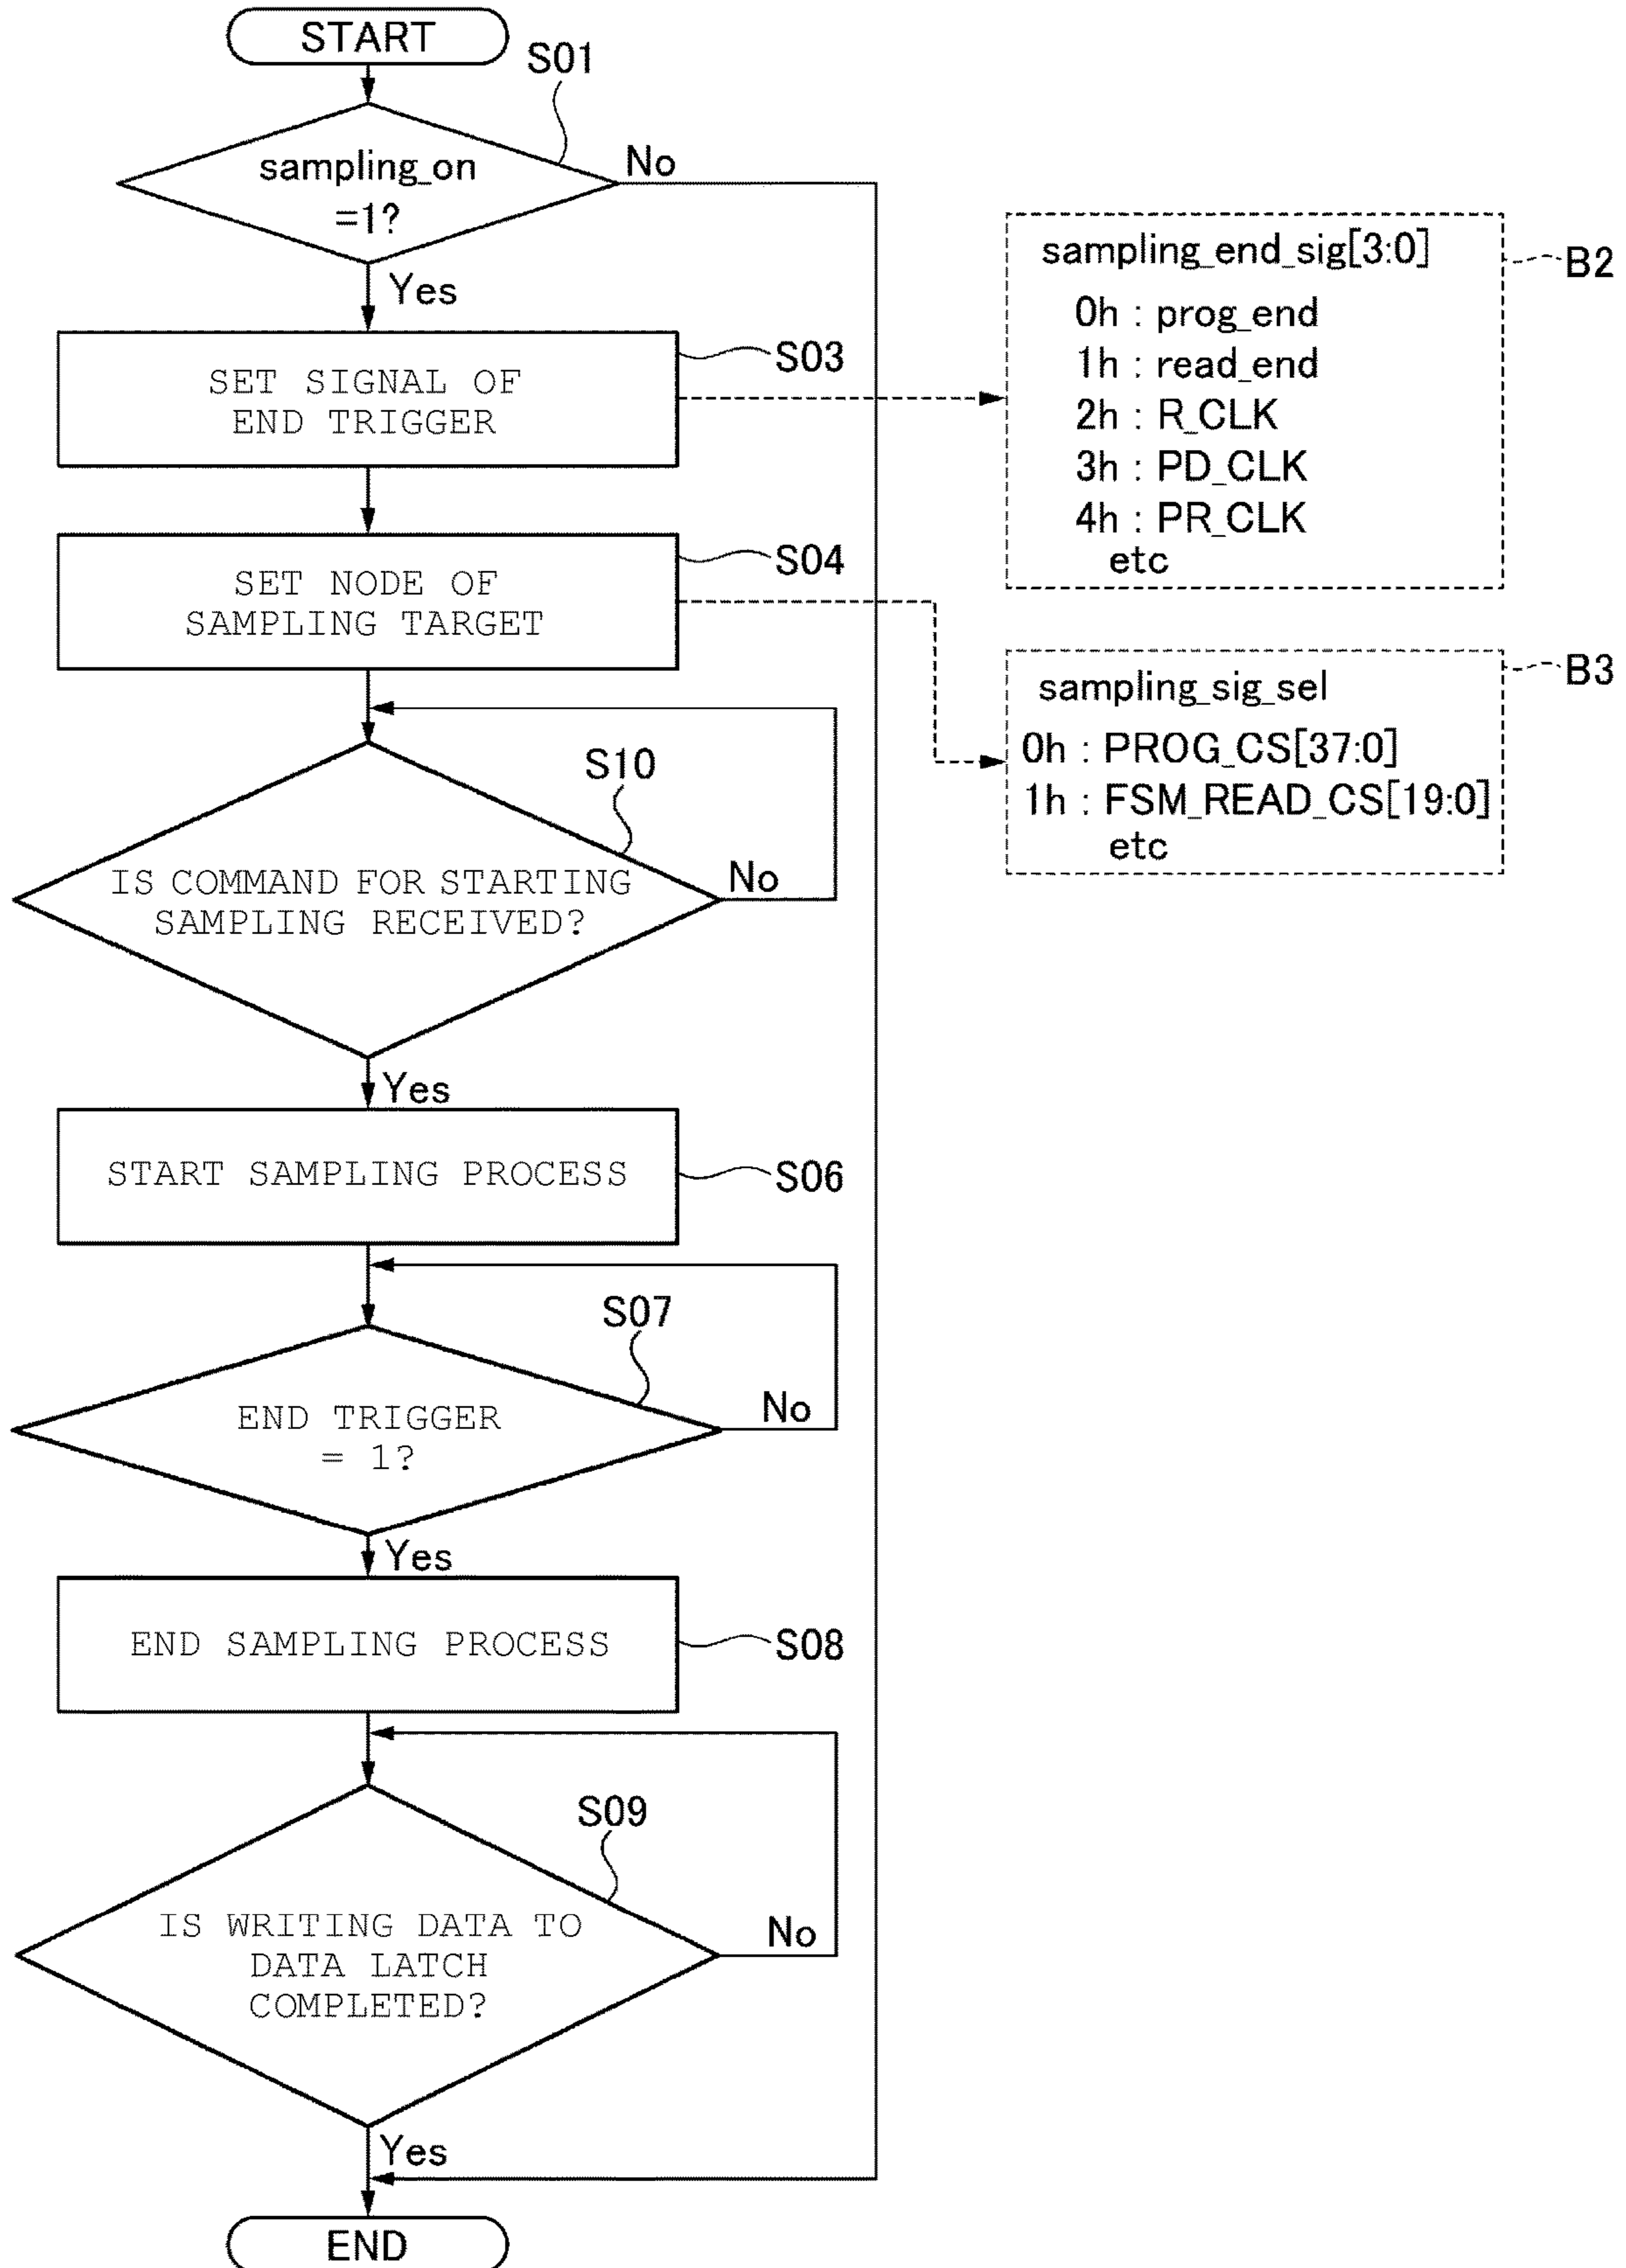 START
S01
sampling_on
=1?
No
Yes
SET SIGNAL OF
END TRIGGER
S03
sampling_end_sig[3:0]
0h : prog_end
1h : read_end
2h : R_CLK
3h : PD_CLK
4h : PR_CLK
etc
B2
SET NODE OF
SAMPLING TARGET
S04
sampling_sig_sel
0h : PROG_CS[37:0]
1h : FSM_READ_CS[19:0]
etc
B3
S10
IS COMMAND FOR STARTING
SAMPLING RECEIVED?
No
Yes
START SAMPLING PROCESS
S06
S07
END TRIGGER
= 1?
No
Yes
END SAMPLING PROCESS
S08
S09
IS WRITING DATA TO
DATA LATCH
COMPLETED?
No
Yes
END